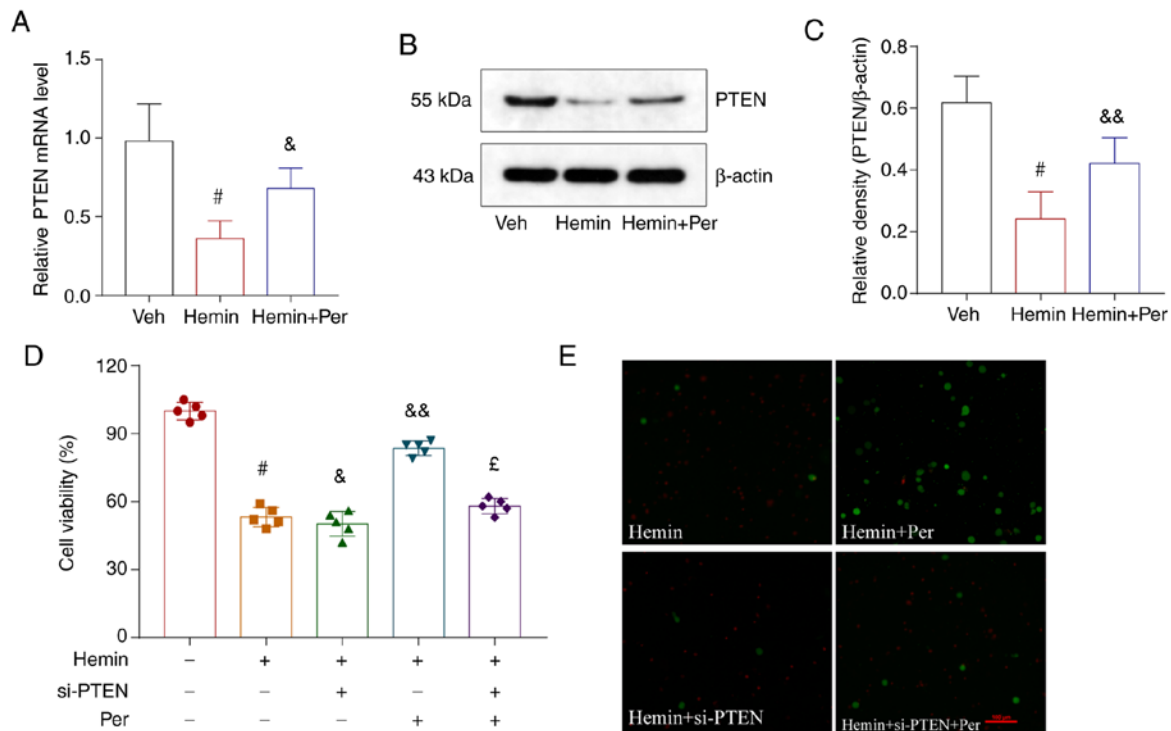 A
Relative PTEN mRNA level
1.5
1.0
0.5
0.0
#
&
Veh Hemin Hemin+Per
B
55 kDa PTEN
43 kDa β-actin
Veh Hemin Hemin+Per
C
Relative density (PTEN/β-actin)
0.8
0.6
0.4
0.2
0.0
#
&&
Veh Hemin Hemin+Per
D
Cell viability (%)
120
90
60
30
0
#
&
&&
£
Hemin – + + + +
si-PTEN – – + – +
Per – – – + +
E
Hemin
Hemin+Per
Hemin+si-PTEN
Hemin+si-PTEN+Per